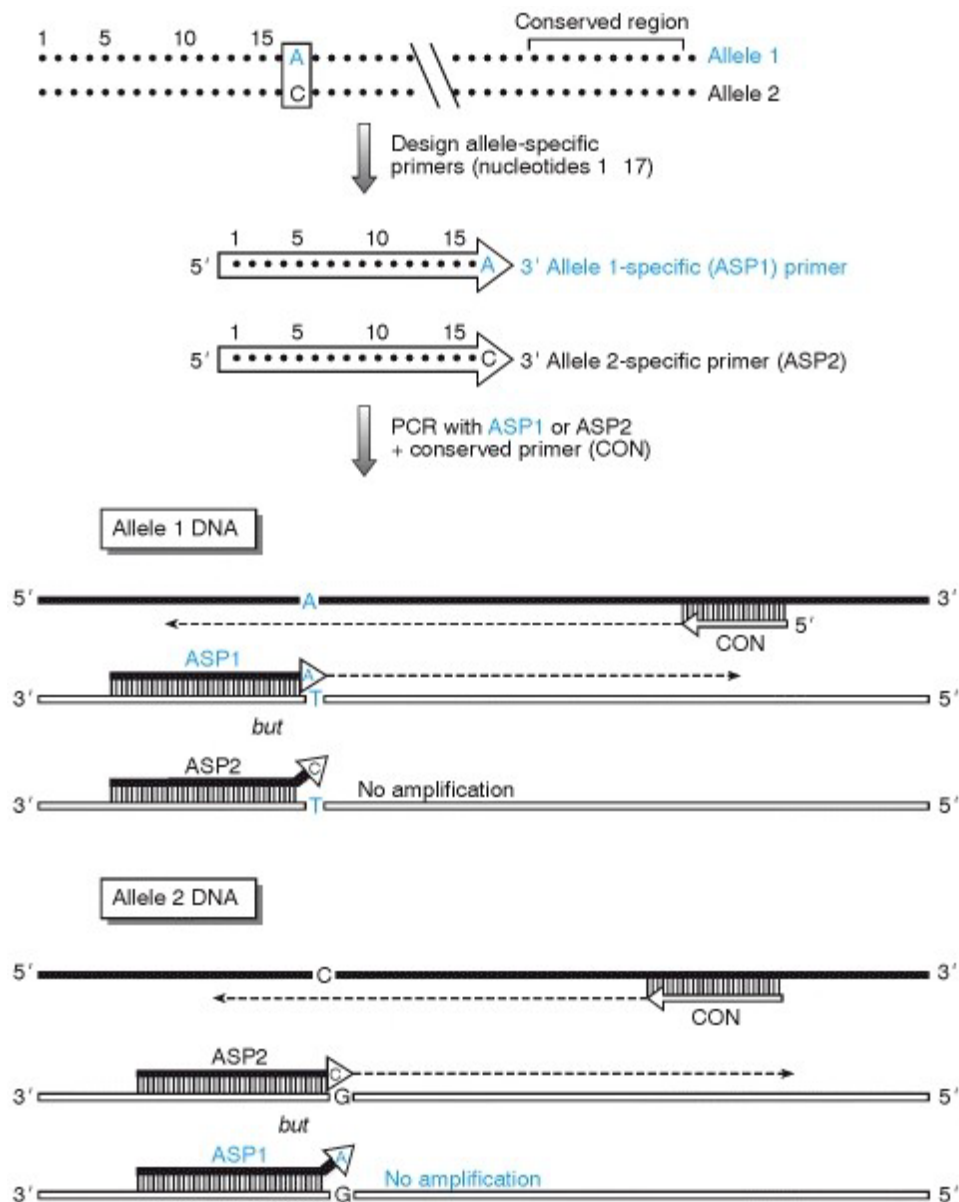 Conserved region
1 5 10 15
A Allele 1
C Allele 2
Design allele-specific
primers (nucleotides 1 17)
1 5 10 15
5′ A 3′ Allele 1-specific (ASP1) primer
1 5 10 15
5′ C 3′ Allele 2-specific primer (ASP2)
PCR with ASP1 or ASP2
+ conserved primer (CON)
Allele 1 DNA
5′ A 3′
5′
CON
ASP1
A
3′ T 5′
but
ASP2
C
No amplification
3′ T 5′
Allele 2 DNA
5′ C 3′
CON
ASP2
C
3′ G 5′
but
ASP1
A
No amplification
3′ G 5′